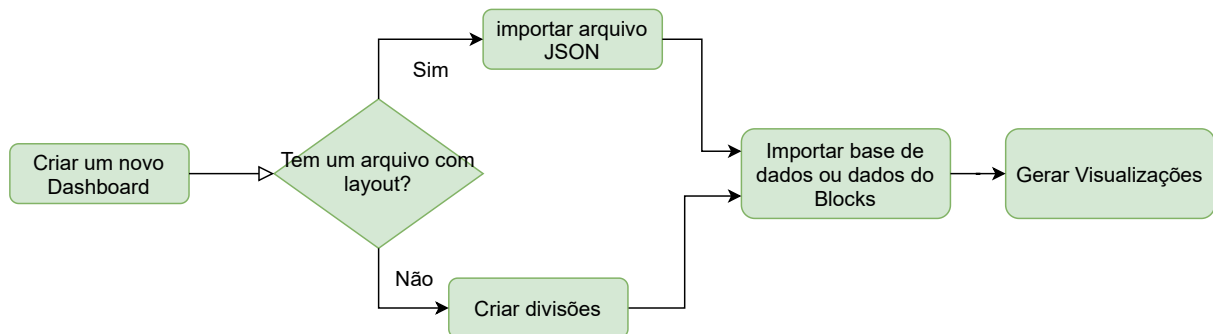 Criar um novo
Dashboard
Tem um arquivo com
layout?
Sim
importar arquivo
JSON
Não
Criar divisões
Importar base de
dados ou dados do
Blocks
Gerar Visualizações